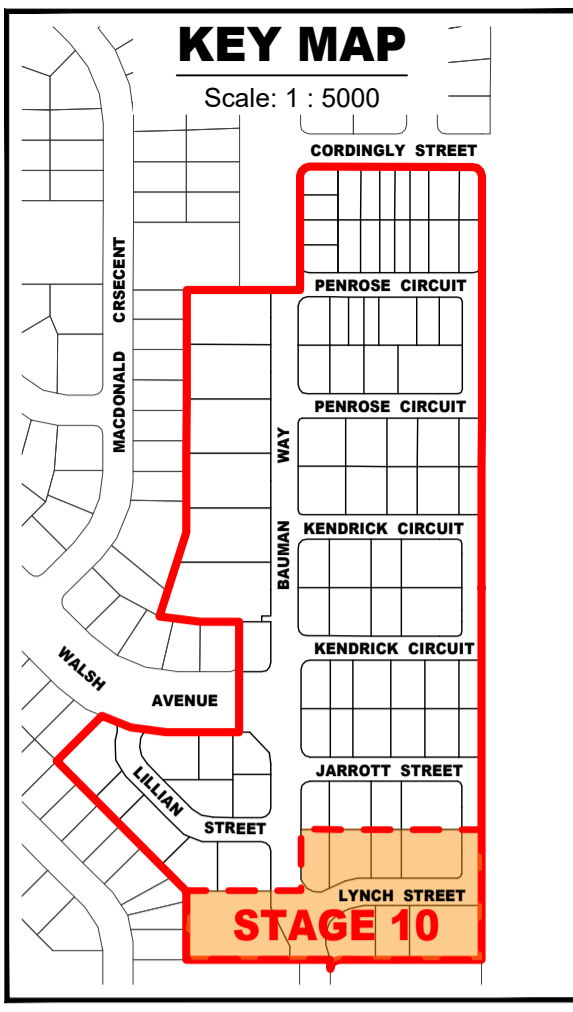 KEY MAP
Scale: 1 : 5000
CORDINGLY STREET
PENROSE CIRCUIT
MACDONALD CRSECENT
PENROSE CIRCUIT
BAUMAN WAY
KENDRICK CIRCUIT
KENDRICK CIRCUIT
WALSH AVENUE
JARROTT STREET
LILLIAN STREET
LYNCH STREET
STAGE 10